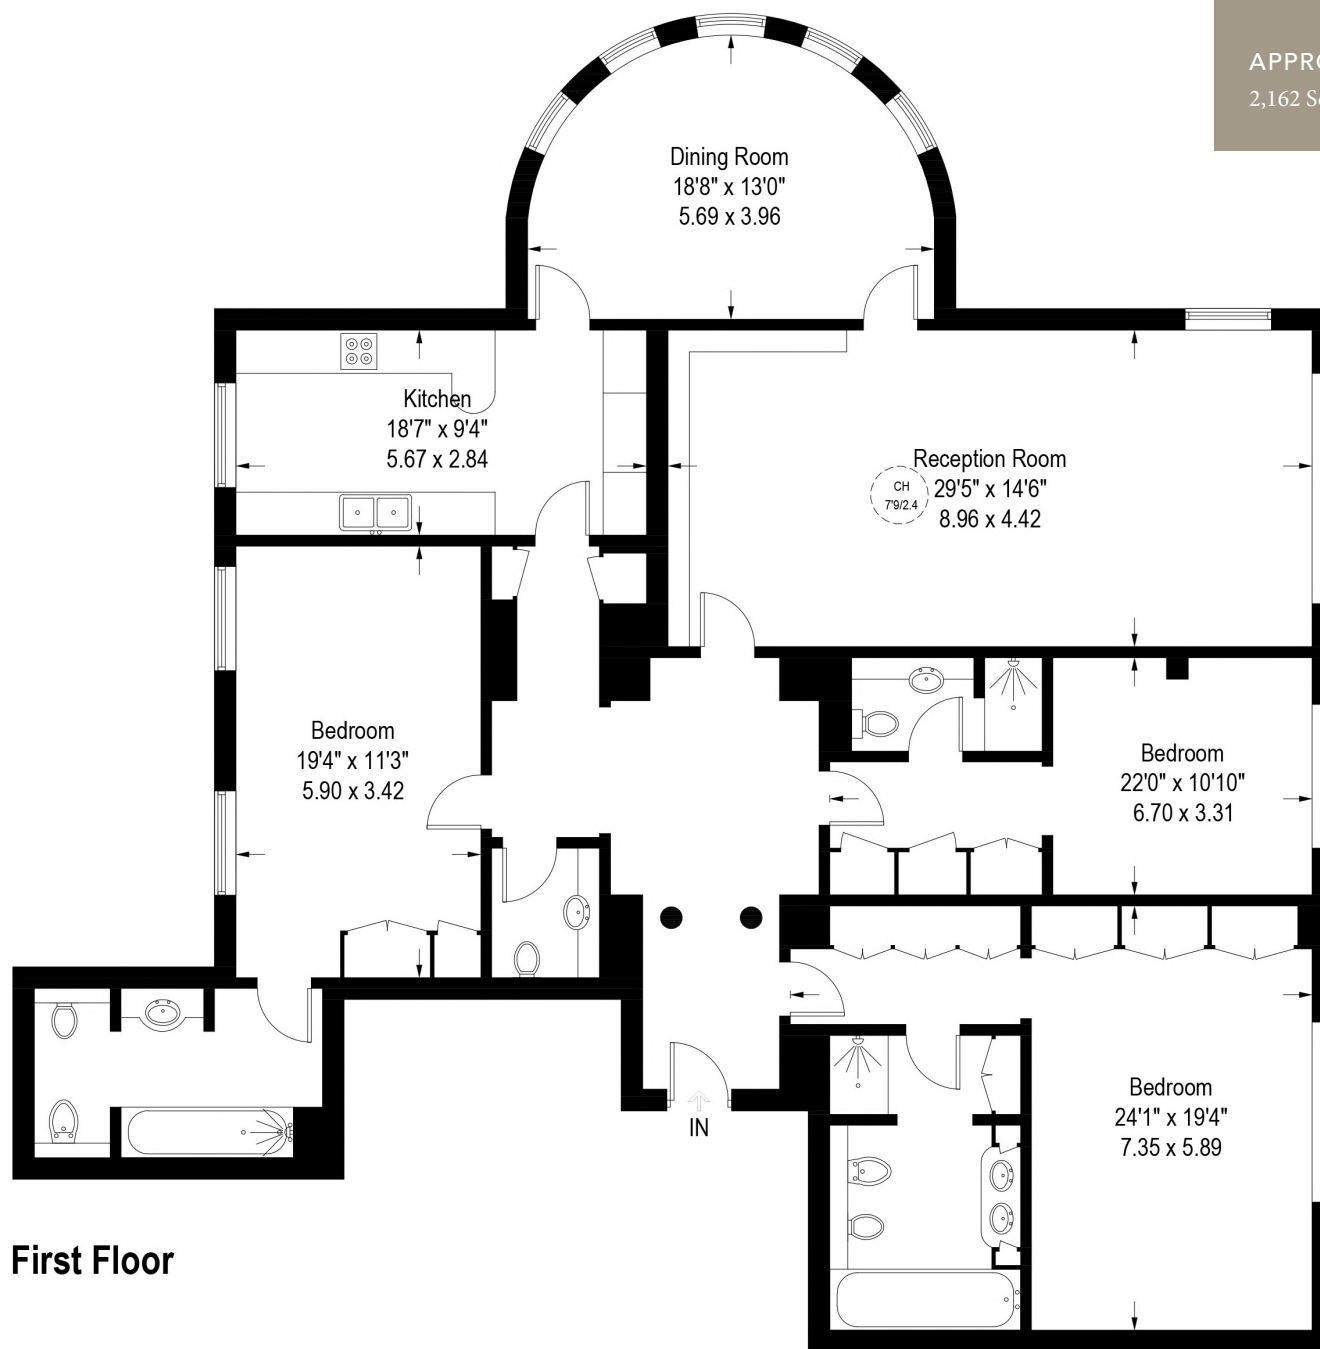 APPRO
2,162 S
Dining Room
18'8" x 13'0"
5.69 x 3.96
Kitchen
18'7" x 9'4"
5.67 x 2.84
Reception Room
29'5" x 14'6"
8.96 x 4.42
CH
7'9/2.4
Bedroom
19'4" x 11'3"
5.90 x 3.42
Bedroom
22'0" x 10'10"
6.70 x 3.31
Bedroom
24'1" x 19'4"
7.35 x 5.89
IN
First Floor